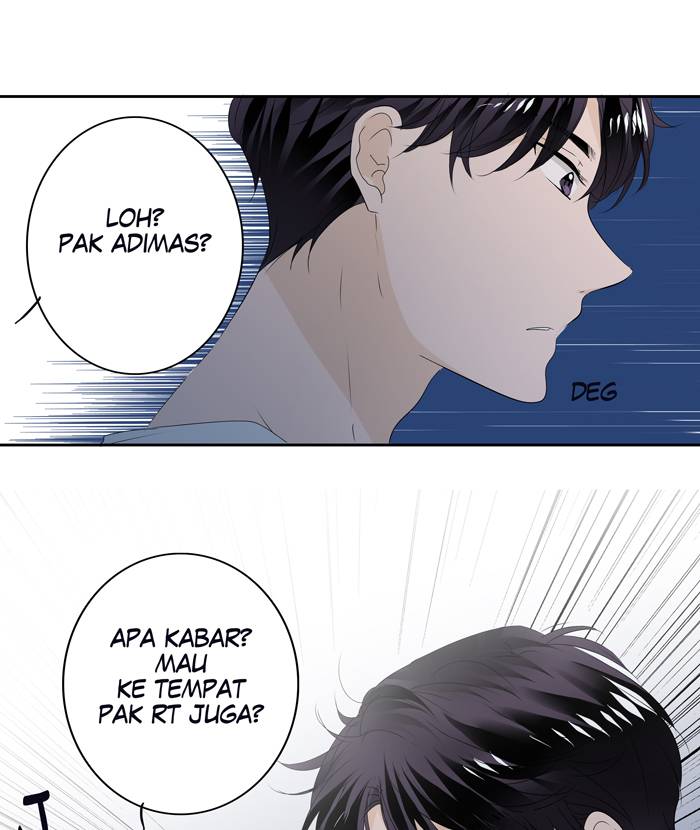 LOH?
PAK ADIMAS?
DEG
APA KABAR?
MAU
KE TEMPAT
PAK RT JUGA?